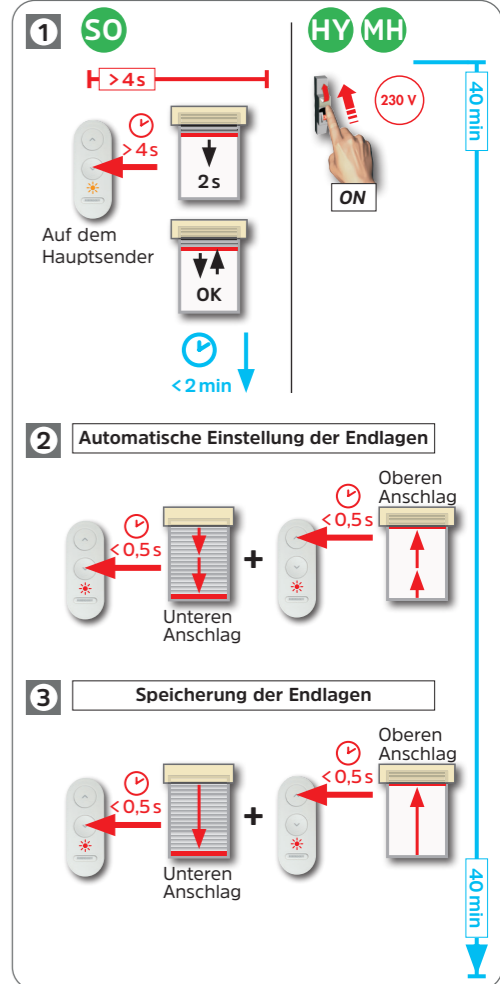 1
SO
HY MH
> 4 s
40 min
230 V
> 4 s
2 s
ON
Auf dem
Hauptsender
OK
< 2 min
2
Automatische Einstellung der Endlagen
Oberen
Anschlag
< 0,5 s
+
< 0,5 s
Unteren
Anschlag
3
Speicherung der Endlagen
Oberen
Anschlag
< 0,5 s
+
< 0,5 s
Unteren
Anschlag
40 min